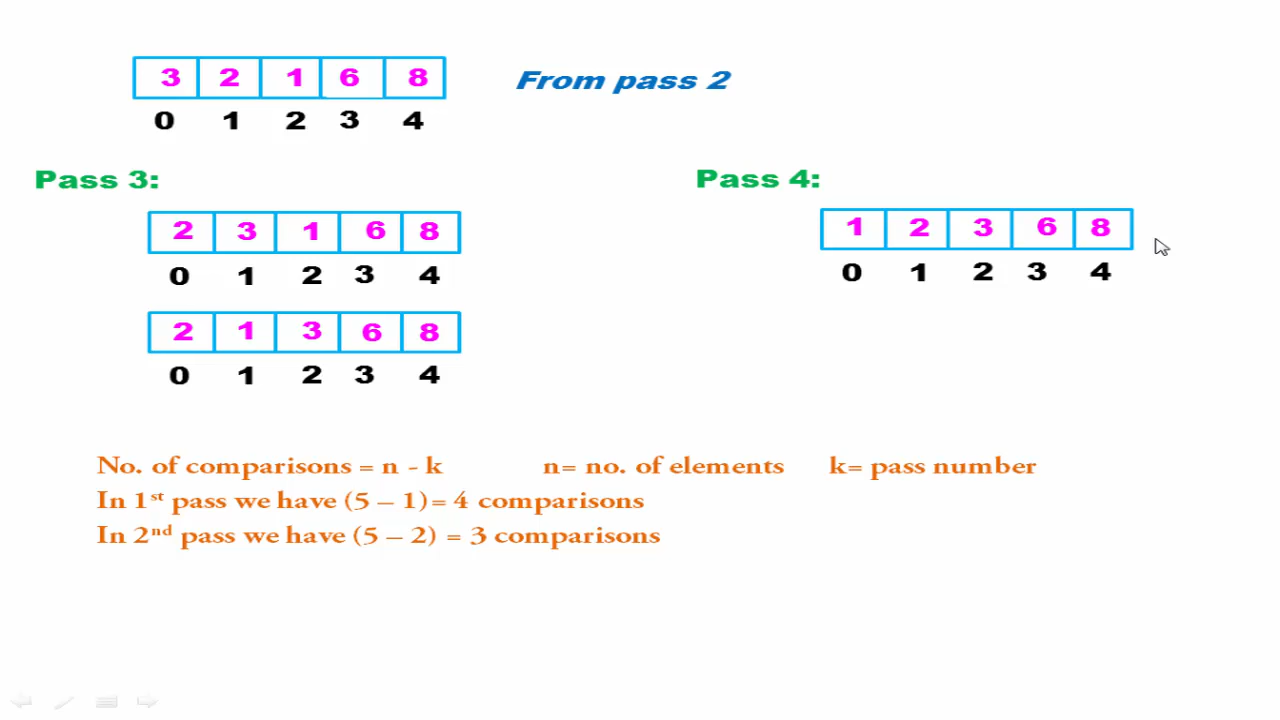 3 2 1 6 8 From pass 2
0 1 2 3 4
Pass 3:
2 3 1 6 8
0 1 2 3 4
2 1 3 6 8
0 1 2 3 4
Pass 4:
1 2 3 6 8
0 1 2 3 4
No. of comparisons = n - k n= no. of elements k= pass number
In 1st pass we have (5 – 1)= 4 comparisons
In 2nd pass we have (5 – 2) = 3 comparisons